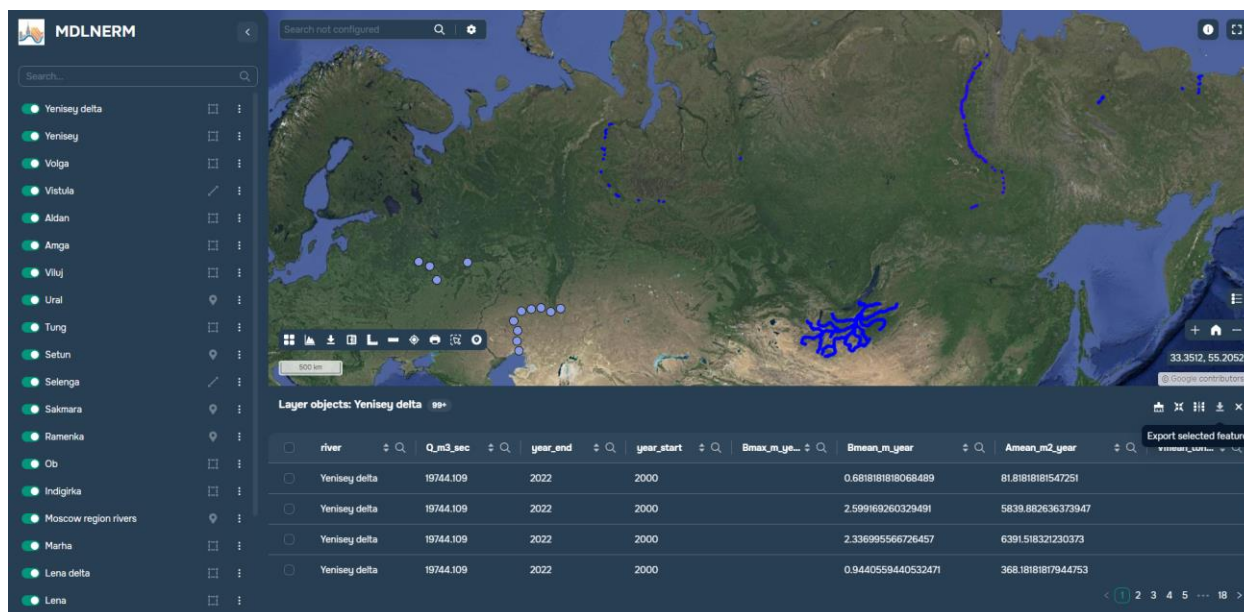 MDLNERM
Search...
Yenisey delta
Yenisey
Volga
Vistula
Aldan
Amga
Viluj
Ural
Tung
Setun
Selenga
Sakmara
Ramenka
Ob
Indigirka
Moscow region rivers
Marha
Lena delta
Lena
Search not configured
500 km
33.3512, 55.2052
© Google contributors
Layer objects: Yenisey delta 99+
Export selected feature
river Q_m3_sec year_end year_start Bmax_m_ye... Bmean_m_year Amean_m2_year
Yenisey delta 19744.109 2022 2000 0.6818181818068489 81.81818181547251
Yenisey delta 19744.109 2022 2000 2.599169260329491 5839.882636373947
Yenisey delta 19744.109 2022 2000 2.336995566726457 6391.518321230373
Yenisey delta 19744.109 2022 2000 0.9440559440532471 368.18181817944753
< 1 2 3 4 5 ... 18 >